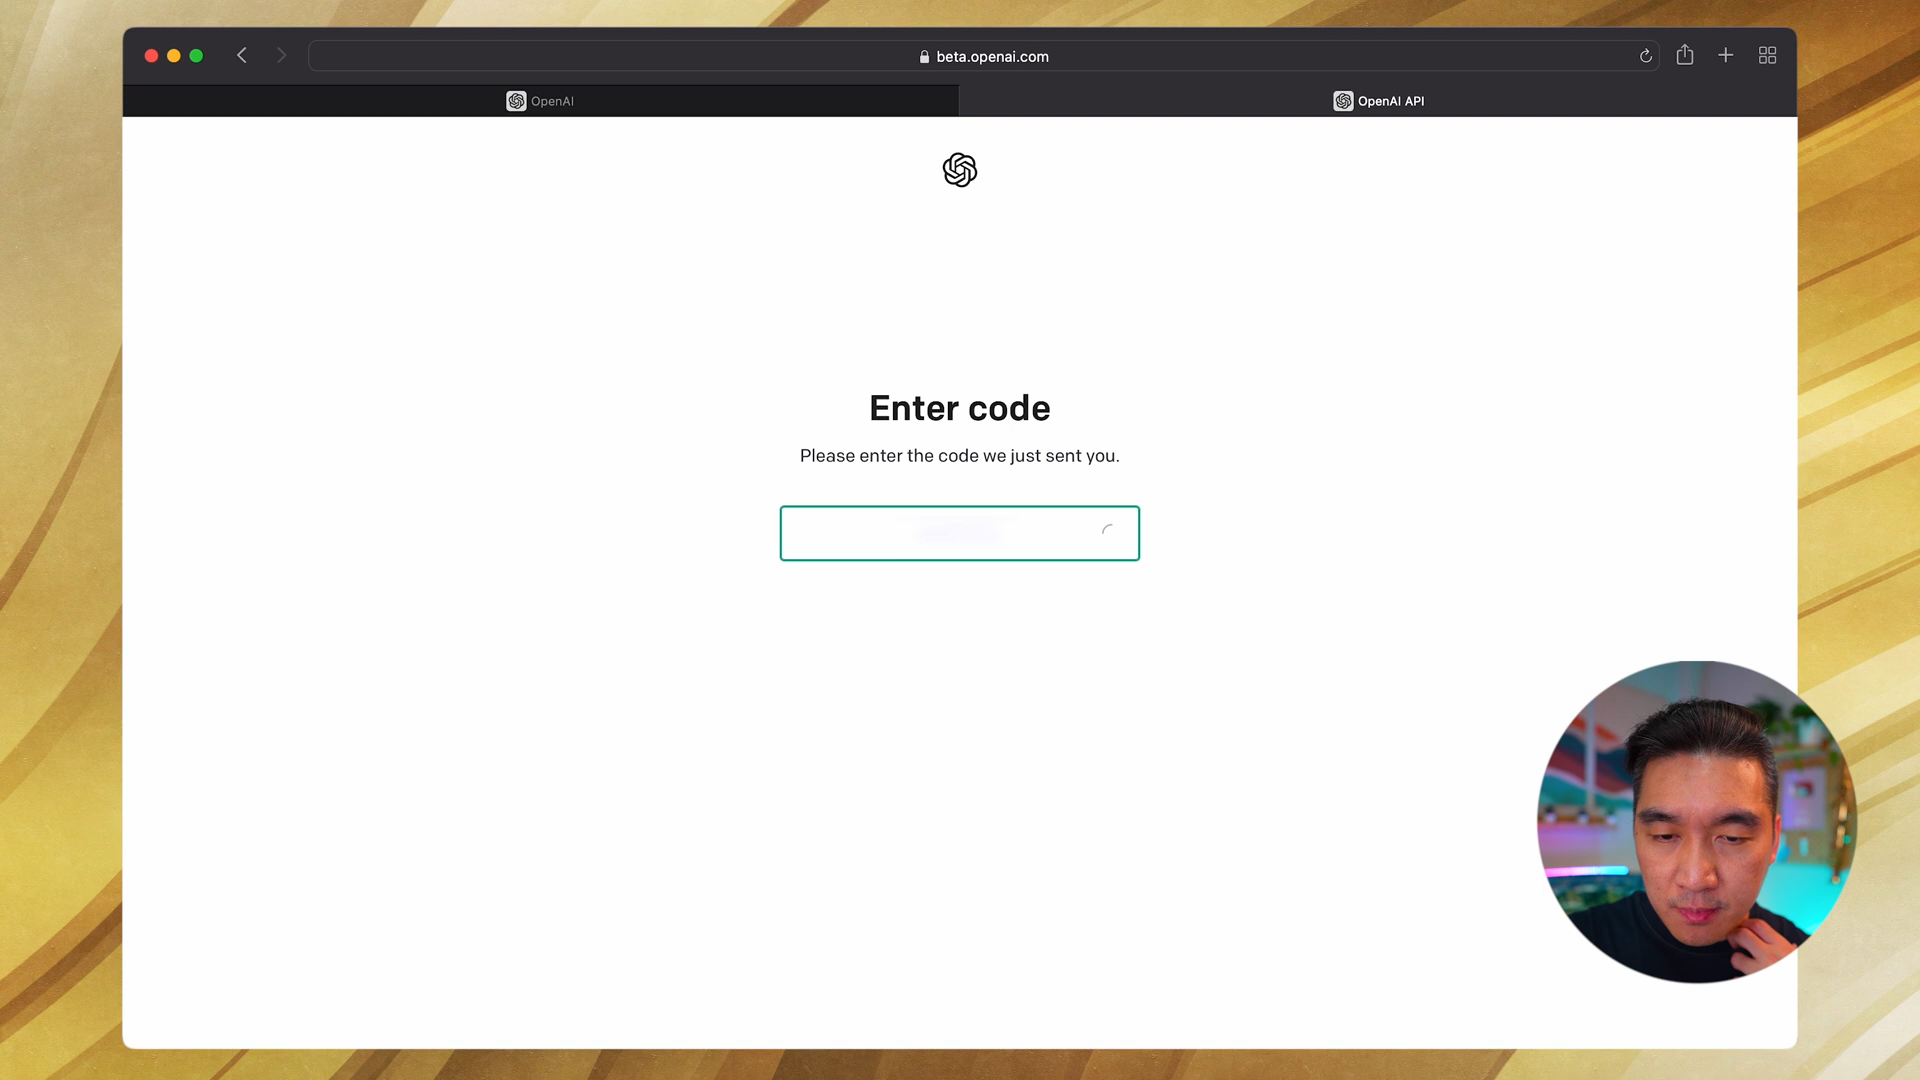 beta.openai.com
OpenAI
OpenAI API
Enter code
Please enter the code we just sent you.